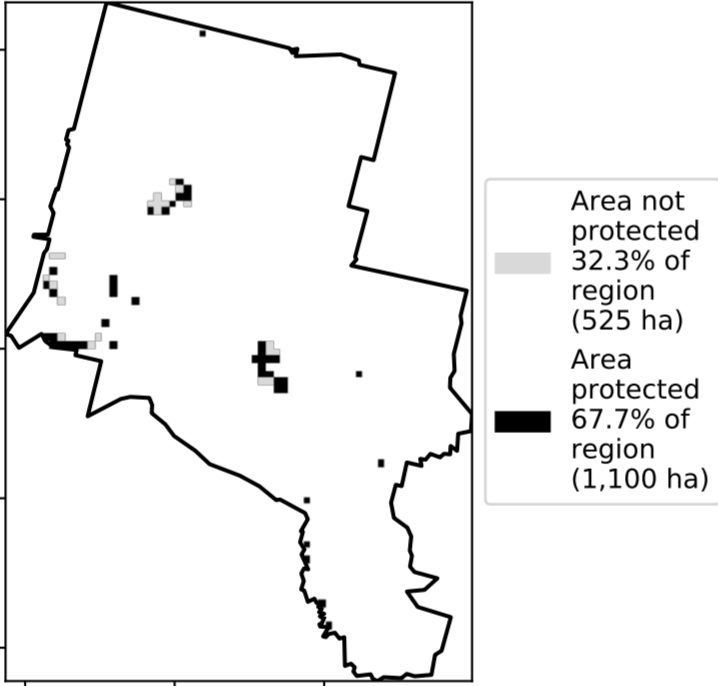 Area not
protected
32.3% of
region
(525 ha)
Area
protected
67.7% of
region
(1,100 ha)